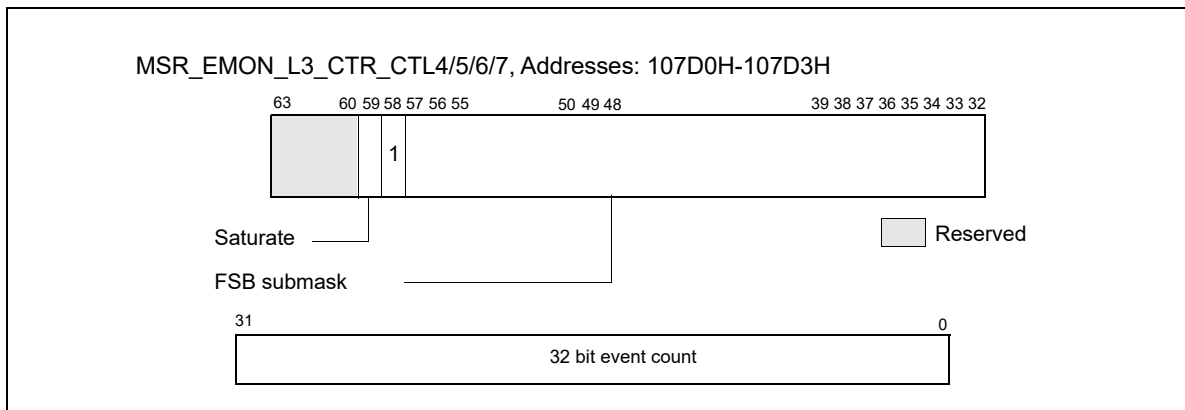 MSR_EMON_L3_CTR_CTL4/5/6/7, Addresses: 107D0H-107D3H
63 60 59 58 57 56 55 50 49 48 39 38 37 36 35 34 33 32
1
Saturate
Reserved
FSB submask
31 0
32 bit event count